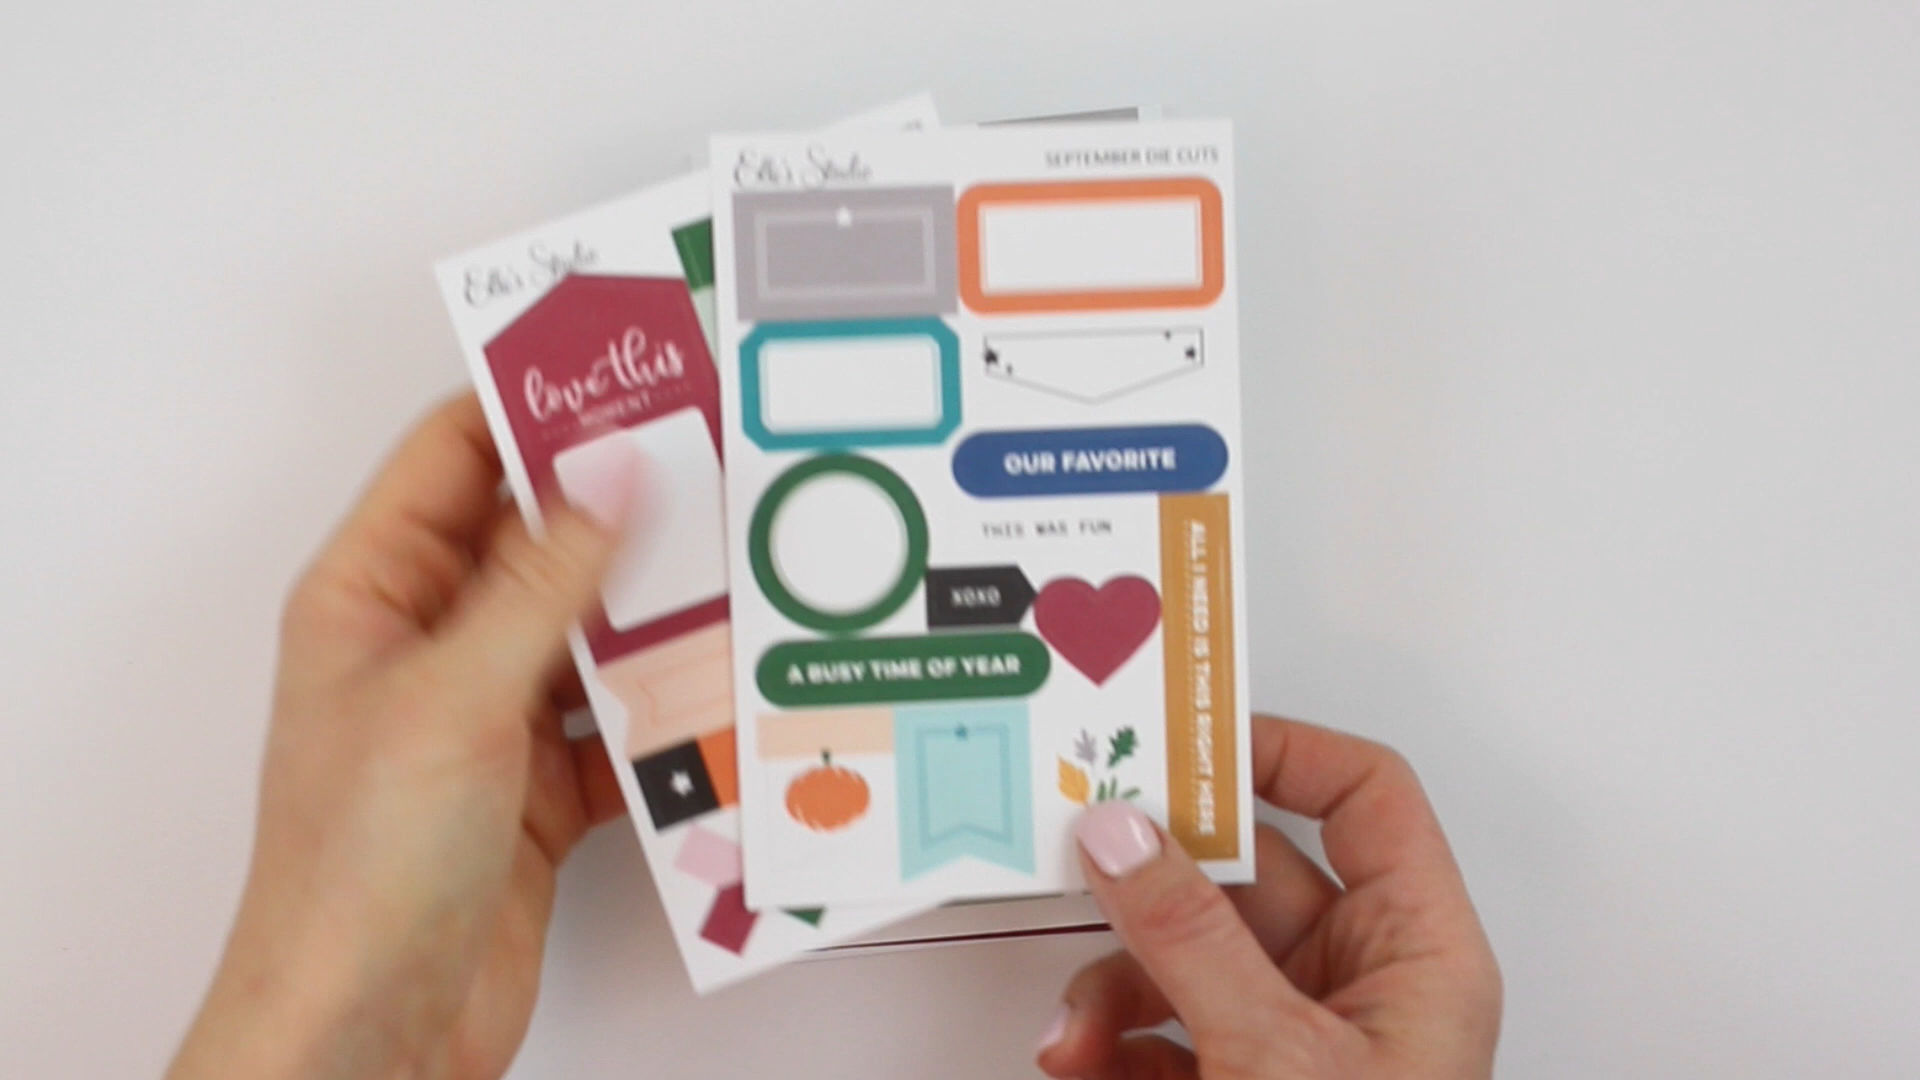 Elle's Studio
SEPTEMBER DIE CUTS
OUR FAVORITE
THIS WAS FUN
XOXO
A BUSY TIME OF YEAR
ALL I NEED IS THIS RIGHT HERE
Elle's Studio
love this
MOMENT